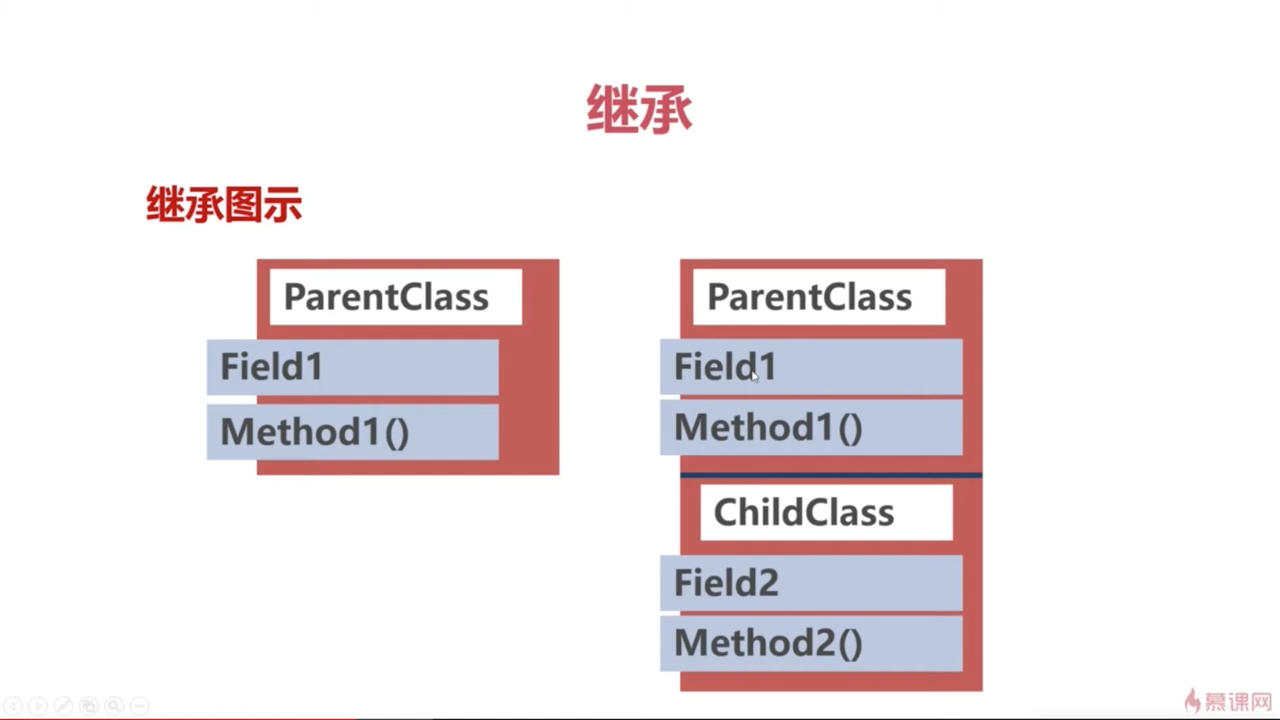 继承
继承图示
ParentClass
Field1
Method1()
ParentClass
Field1
Method1()
ChildClass
Field2
Method2()
慕课网